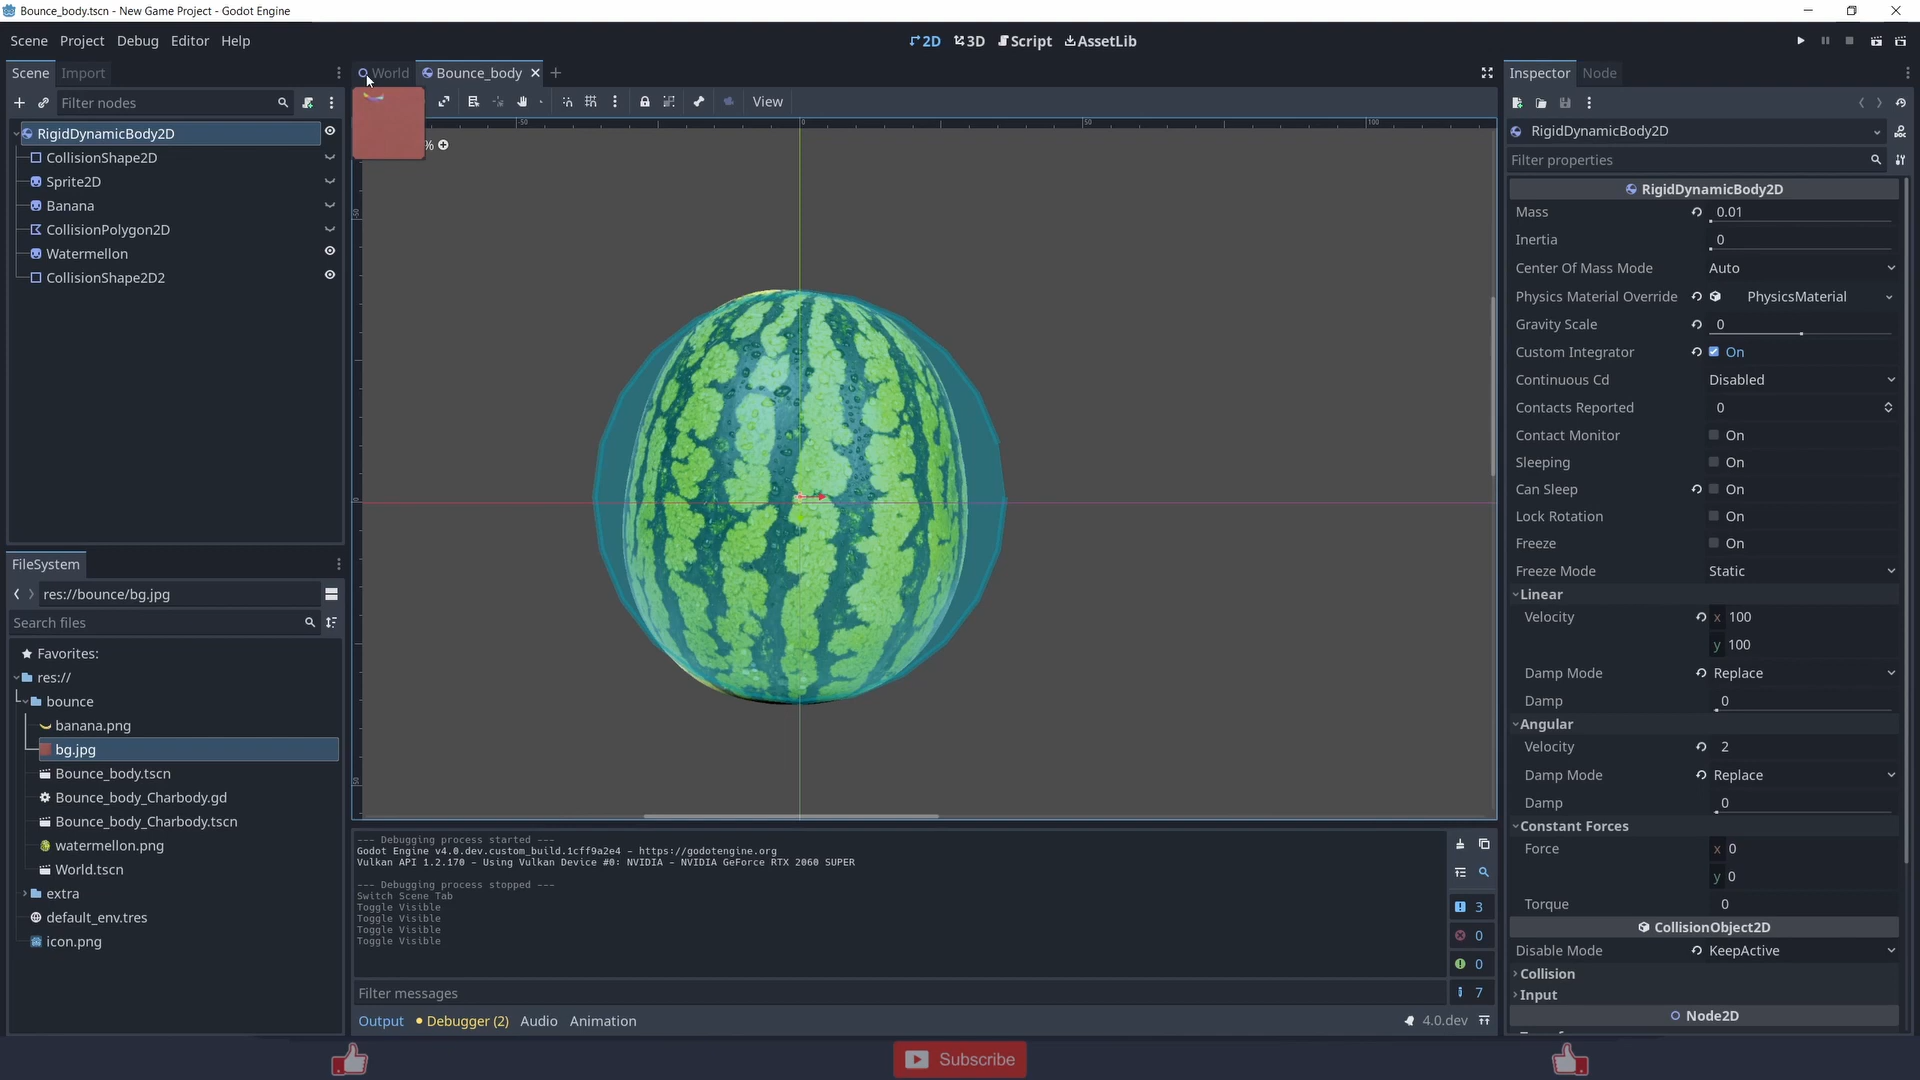 Bounce_body.tscn - New Game Project - Godot Engine
Scene Project Debug Editor Help
2D 3D Script AssetLib
Scene Import
World Bounce_body
Inspector Node
Filter nodes
View
RigidDynamicBody2D
CollisionShape2D
Sprite2D
Banana
CollisionPolygon2D
Watermellon
CollisionShape2D2
-50 0 50 100
%
RigidDynamicBody2D
Filter properties
RigidDynamicBody2D
Mass 0.01
Inertia 0
Center Of Mass Mode Auto
Physics Material Override PhysicsMaterial
Gravity Scale 0
Custom Integrator On
Continuous Cd Disabled
Contacts Reported 0
Contact Monitor On
Sleeping On
Can Sleep On
Lock Rotation On
Freeze On
Freeze Mode Static
Linear
Velocity x 100
y 100
Damp Mode Replace
Damp 0
Angular
Velocity 2
Damp Mode Replace
Damp 0
Constant Forces
Force x 0
y 0
Torque 0
CollisionObject2D
Disable Mode KeepActive
Collision
Input
Node2D
FileSystem
res://bounce/bg.jpg
Search files
Favorites:
res://
bounce
banana.png
bg.jpg
Bounce_body.tscn
Bounce_body_Charbody.gd
Bounce_body_Charbody.tscn
watermellon.png
World.tscn
extra
default_env.tres
icon.png
--- Debugging process started ---
Godot Engine v4.0.dev.custom_build.1cff9a2e4 - https://godotengine.org
Vulkan API 1.2.170 - Using Vulkan Device #0: NVIDIA - NVIDIA GeForce RTX 2060 SUPER
--- Debugging process stopped ---
Switch Scene Tab
Toggle Visible
Toggle Visible
Toggle Visible
Toggle Visible
3
0
0
7
Filter messages
Output Debugger (2) Audio Animation 4.0.dev
Subscribe